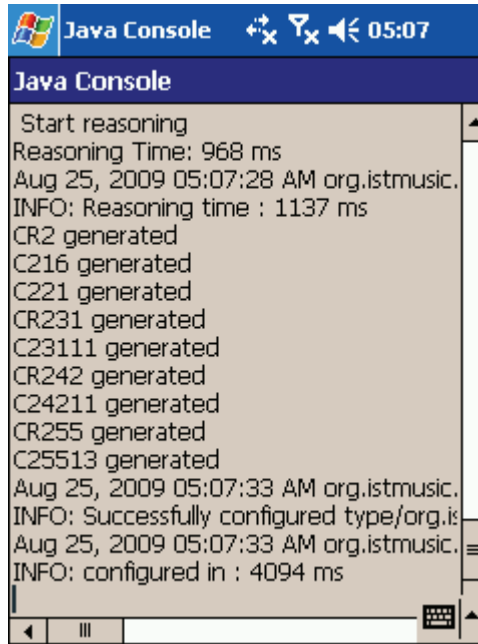 Java Console 05:07
Java Console
Start reasoning
Reasoning Time: 968 ms
Aug 25, 2009 05:07:28 AM org.istmusic.
INFO: Reasoning time : 1137 ms
CR2 generated
C216 generated
C221 generated
CR231 generated
C23111 generated
CR242 generated
C24211 generated
CR255 generated
C25513 generated
Aug 25, 2009 05:07:33 AM org.istmusic.
INFO: Successfully configured type/org.is
Aug 25, 2009 05:07:33 AM org.istmusic.
INFO: configured in : 4094 ms